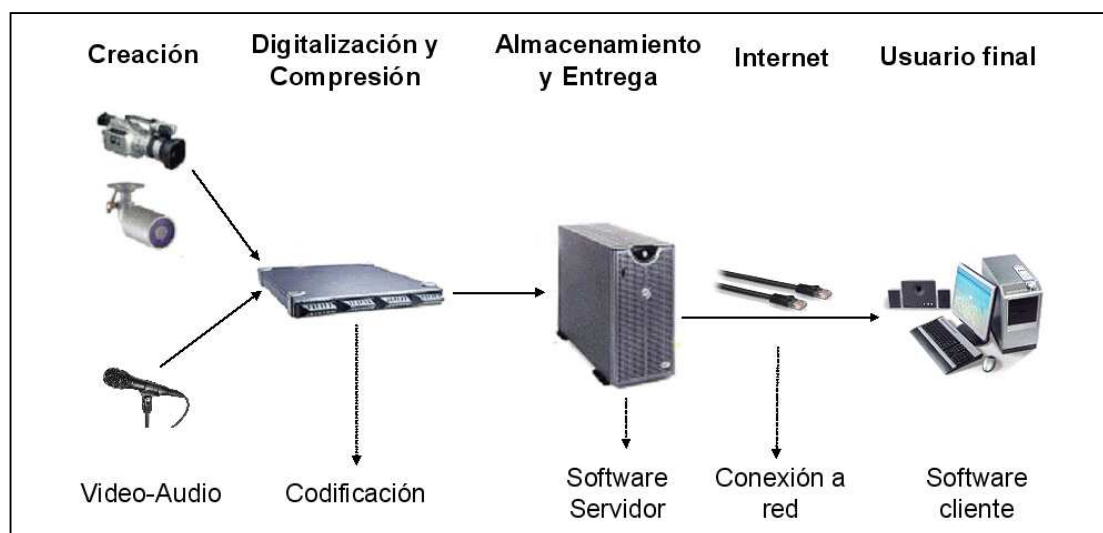 Creación
Digitalización y
Compresión
Almacenamiento
y Entrega
Internet
Usuario final
Video-Audio
Codificación
Software
Servidor
Conexión a
red
Software
cliente